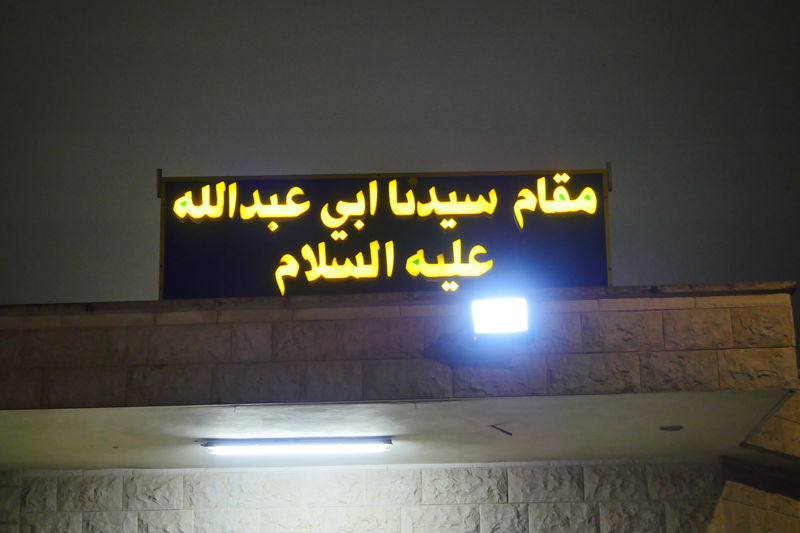 مقام سيدنا ابي عبدالله
عليه السلام